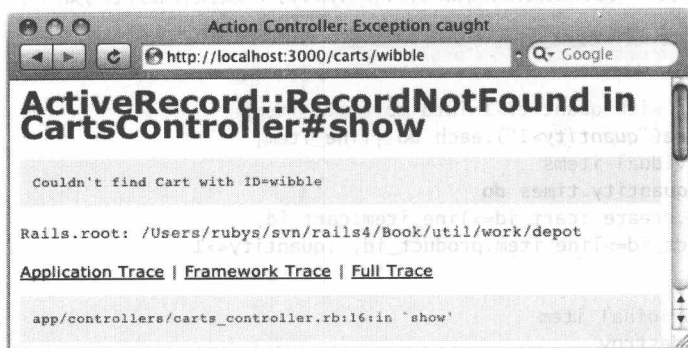 Action Controller: Exception caught
http://localhost:3000/carts/wibble
Google
ActiveRecord::RecordNotFound in
CartsController#show
Couldn't find Cart with ID=wibble
Rails.root: /Users/rubys/svn/rails4/Book/util/work/depot
Application Trace | Framework Trace | Full Trace
app/controllers/carts_controller.rb:16:in `show'